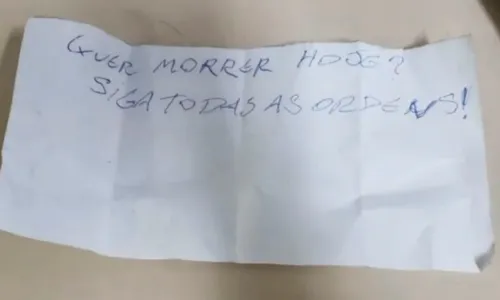 QUER MORRER HOJE?
SIGA TODAS AS ORDENS!